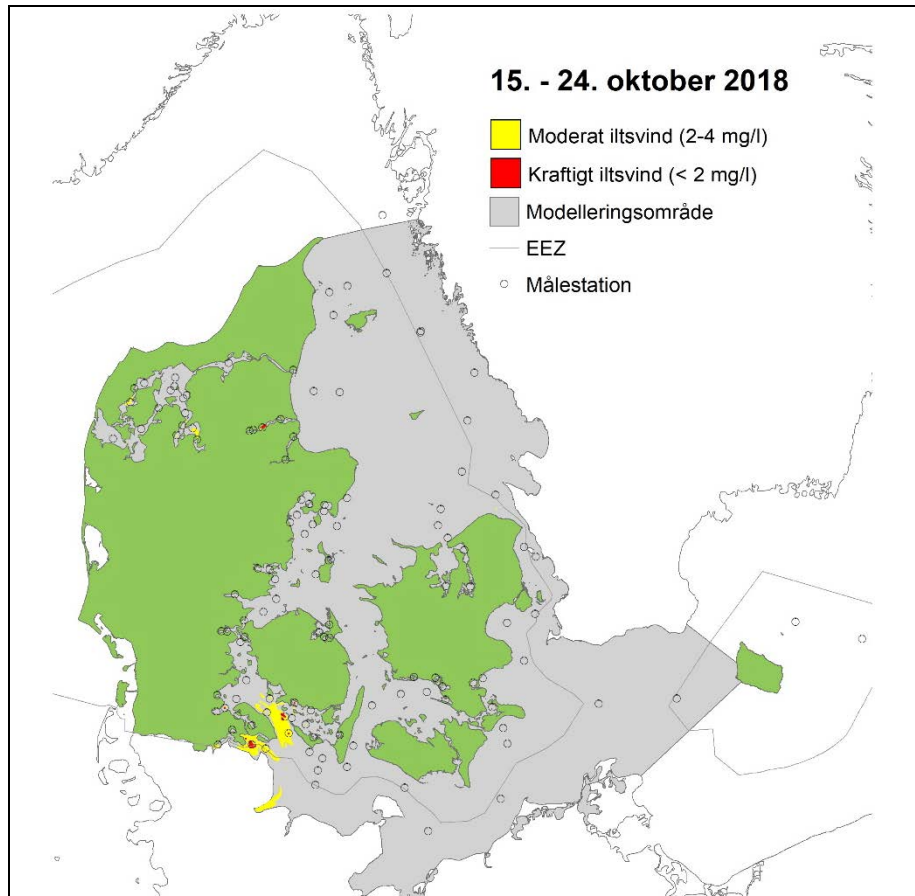 15. - 24. oktober 2018
Moderat iltsvind (2-4 mg/l)
Kraftigt iltsvind (< 2 mg/l)
Modelleringsområde
EEZ
Målestation